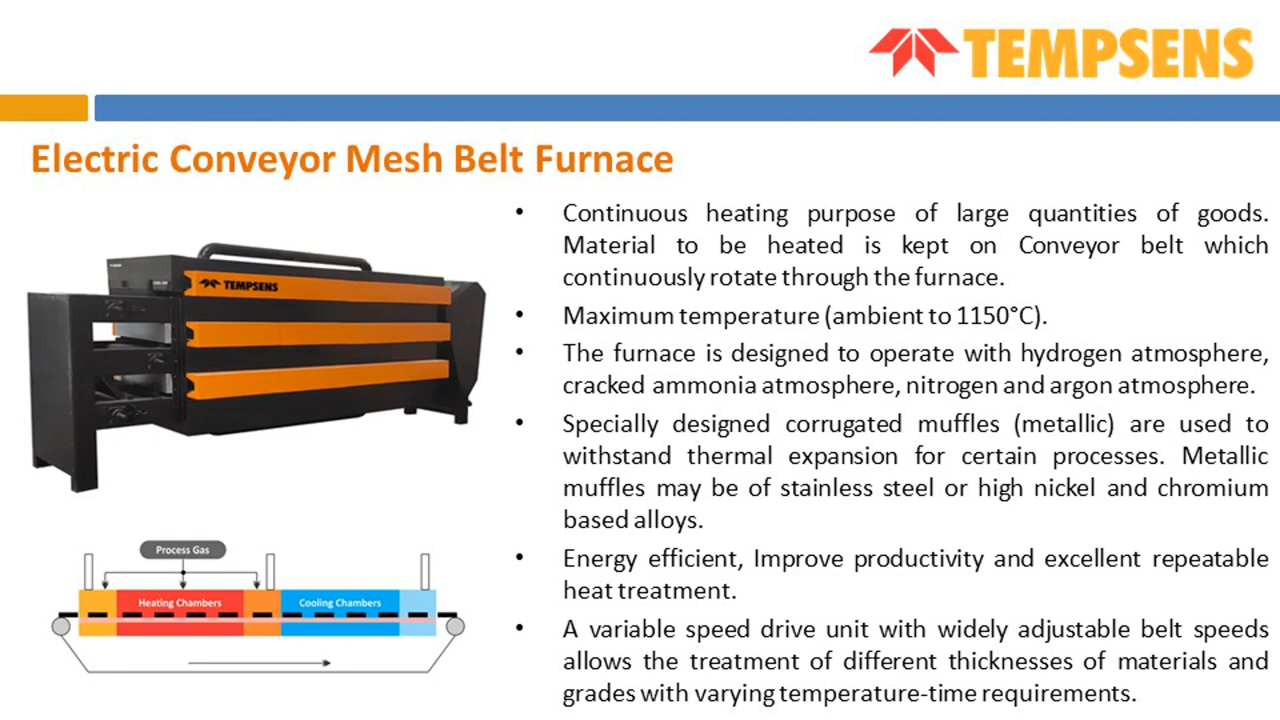 TEMPSENS
Electric Conveyor Mesh Belt Furnace
TEMPSENS
Process Gas
Heating Chambers
Cooling Chambers
• Continuous heating purpose of large quantities of goods.
Material to be heated is kept on Conveyor belt which
continuously rotate through the furnace.
• Maximum temperature (ambient to 1150°C).
• The furnace is designed to operate with hydrogen atmosphere,
cracked ammonia atmosphere, nitrogen and argon atmosphere.
• Specially designed corrugated muffles (metallic) are used to
withstand thermal expansion for certain processes. Metallic
muffles may be of stainless steel or high nickel and chromium
based alloys.
• Energy efficient, Improve productivity and excellent repeatable
heat treatment.
• A variable speed drive unit with widely adjustable belt speeds
allows the treatment of different thicknesses of materials and
grades with varying temperature-time requirements.